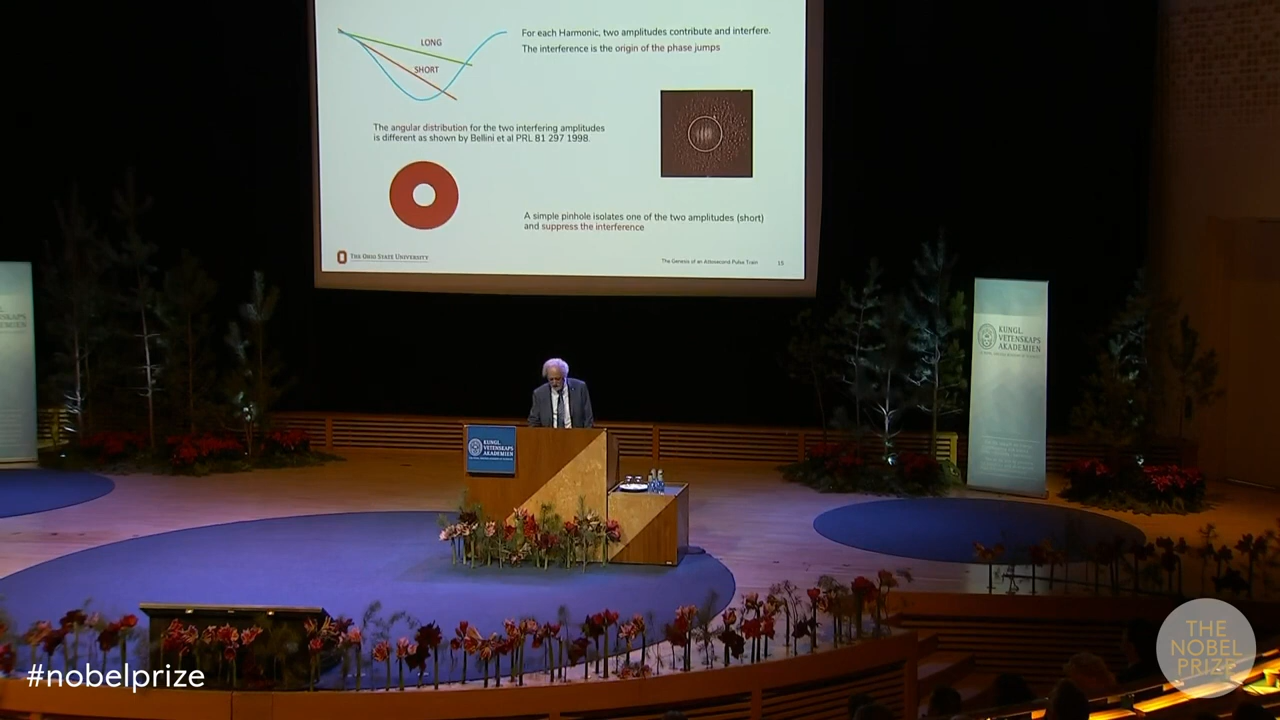 For each Harmonic, two amplitudes contribute and interfere.
The interference is the origin of the phase jumps
LONG
SHORT
The angular distribution for the two interfering amplitudes
is different as shown by Bellini et al PRL 81 297 1998.
A simple pinhole isolates one of the two amplitudes (short)
and suppress the interference
THE OHIO STATE UNIVERSITY
The Genesis of an Attosecond Pulse Train
15
KUNGL.
VETENSKAPS
AKADEMIEN
KUNGL.
VETENSKAPS
AKADEMIEN
#nobelprize
THE
NOBEL
PRIZE